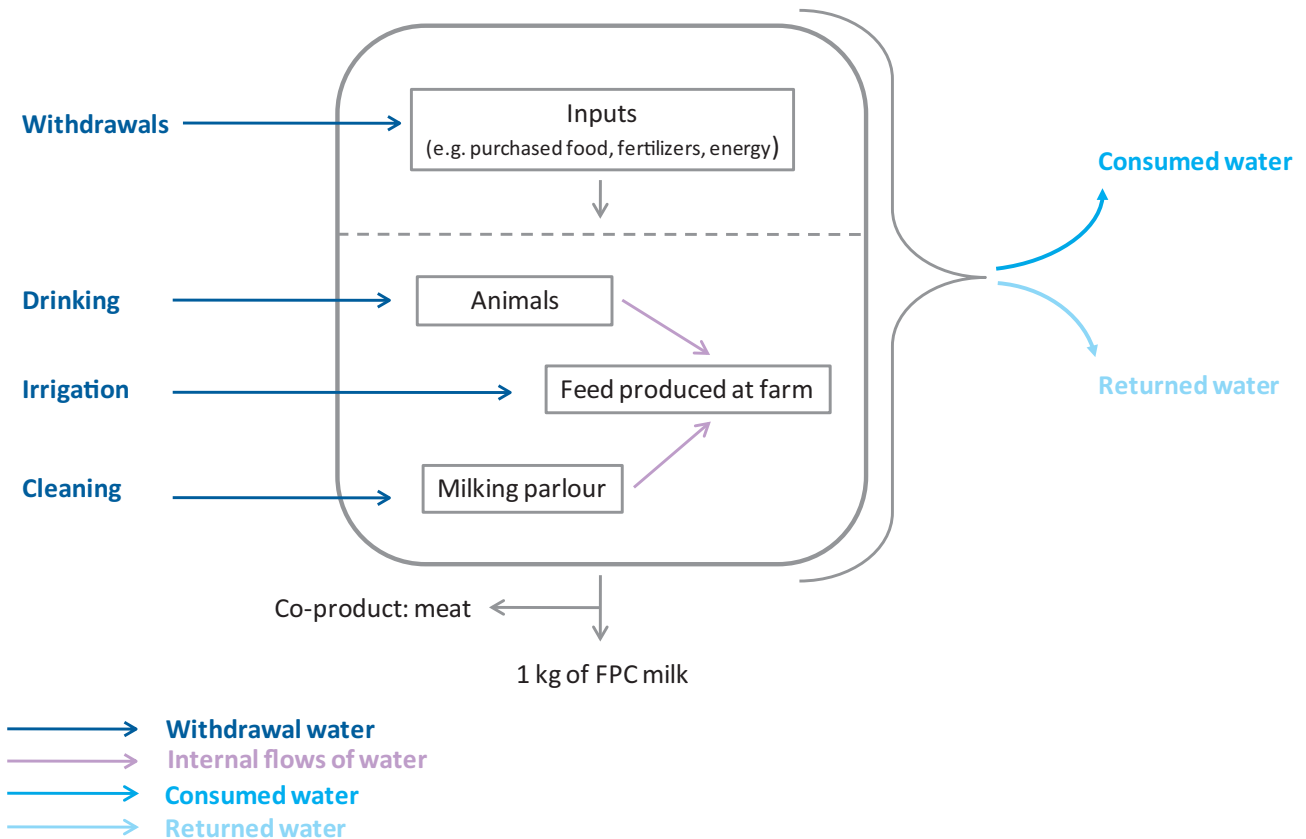 Withdrawals
Inputs
(e.g. purchased food, fertilizers, energy)
Consumed water
Drinking
Animals
Irrigation
Feed produced at farm
Returned water
Cleaning
Milking parlour
Co-product: meat
1 kg of FPC milk
Withdrawal water
Internal flows of water
Consumed water
Returned water